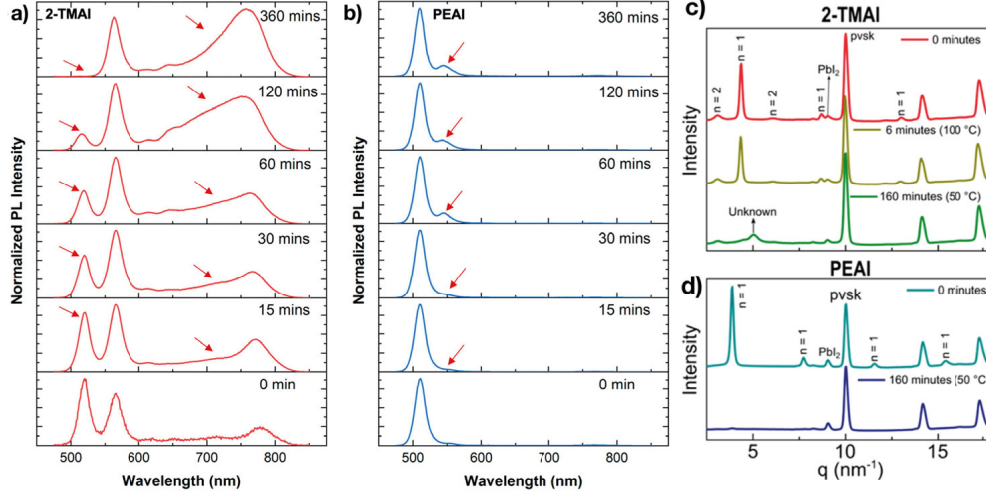 a)
2-TMAI
360 mins
120 mins
60 mins
30 mins
15 mins
0 min
Normalized PL Intensity
500
600
700
800
Wavelength (nm)
b)
PEAI
360 mins
120 mins
60 mins
30 mins
15 mins
0 min
Normalized PL Intensity
500
600
700
800
Wavelength (nm)
c)
2-TMAI
pvsk
0 minutes
n = 2
n = 1
n = 2
n = 1
PbI2
n = 1
6 minutes (100 °C)
Unknown
160 minutes (50 °C)
Intensity
d)
PEAI
pvsk
0 minutes
n = 1
n = 1
PbI2
n = 1
n = 1
160 minutes |50 °C)
Intensity
5
10
15
q (nm-1)